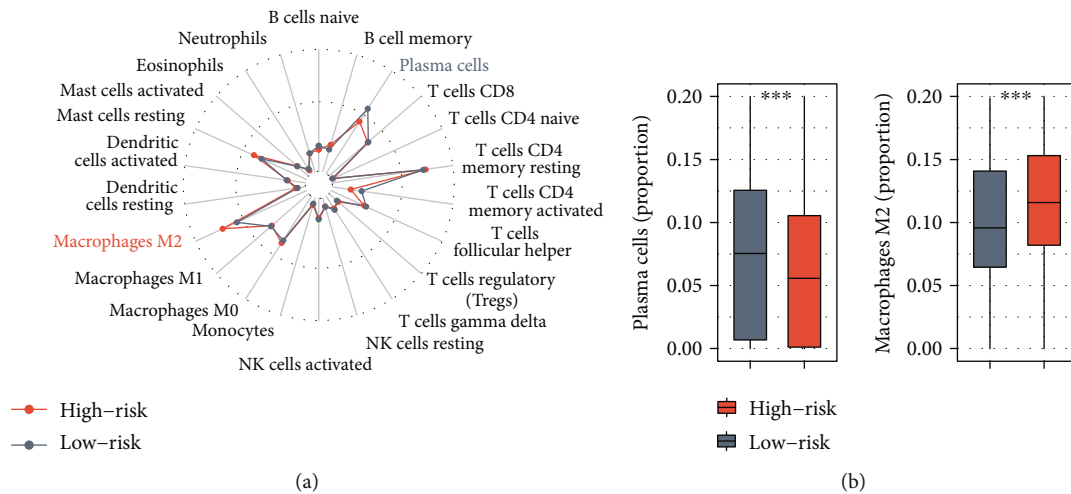 B cells naive
B cell memory
Plasma cells
T cells CD8
T cells CD4 naive
T cells CD4
memory resting
T cells CD4
memory activated
T cells
follicular helper
T cells regulatory
(Tregs)
T cells gamma delta
NK cells resting
NK cells activated
Monocytes
Macrophages M0
Macrophages M1
Macrophages M2
Dendritic
cells resting
Dendritic
cells activated
Mast cells resting
Mast cells activated
Eosinophils
Neutrophils
High−risk
Low−risk
(a)
Plasma cells (proportion)
0.20
0.15
0.10
0.05
0.00
***
Macrophages M2 (proportion)
0.20
0.15
0.10
0.05
0.00
***
High−risk
Low−risk
(b)